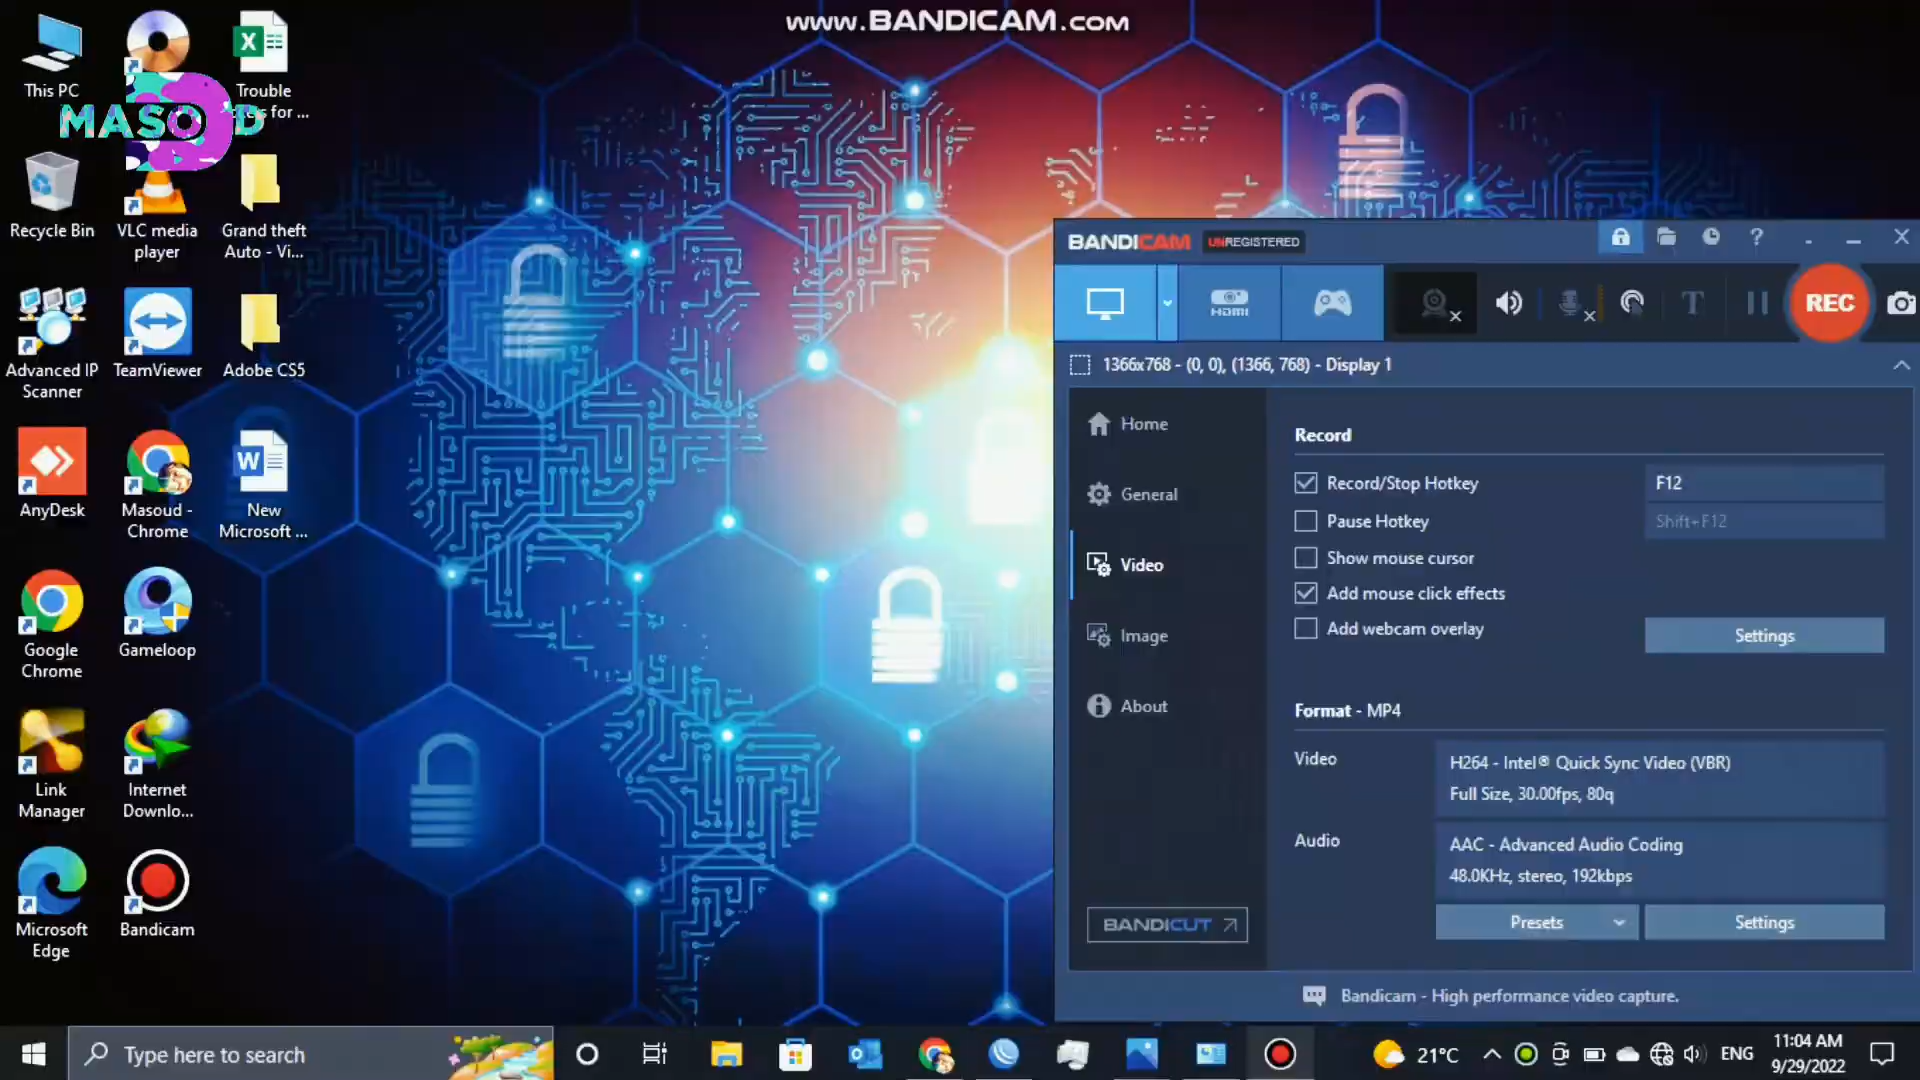 www.BANDICAM.com
This PC
MASOUD
Trouble
for ...
Recycle Bin
VLC media
player
Grand theft
Auto - Vi...
Advanced IP
Scanner
TeamViewer
Adobe CS5
AnyDesk
Masoud -
Chrome
New
Microsoft ...
Google
Chrome
Gameloop
Link
Manager
Internet
Downlo...
Microsoft
Edge
Bandicam
BANDICAM UNREGISTERED
HDMI
REC
1366x768 - (0, 0), (1366, 768) - Display 1
Home
General
Video
Image
About
BANDICUT
Record
Record/Stop Hotkey F12
Pause Hotkey Shift+F12
Show mouse cursor
Add mouse click effects
Add webcam overlay
Settings
Format - MP4
Video
H264 - Intel® Quick Sync Video (VBR)
Full Size, 30.00fps, 80q
Audio
AAC - Advanced Audio Coding
48.0KHz, stereo, 192kbps
Presets
Settings
Bandicam - High performance video capture.
Type here to search
21°C
ENG
11:04 AM
9/29/2022